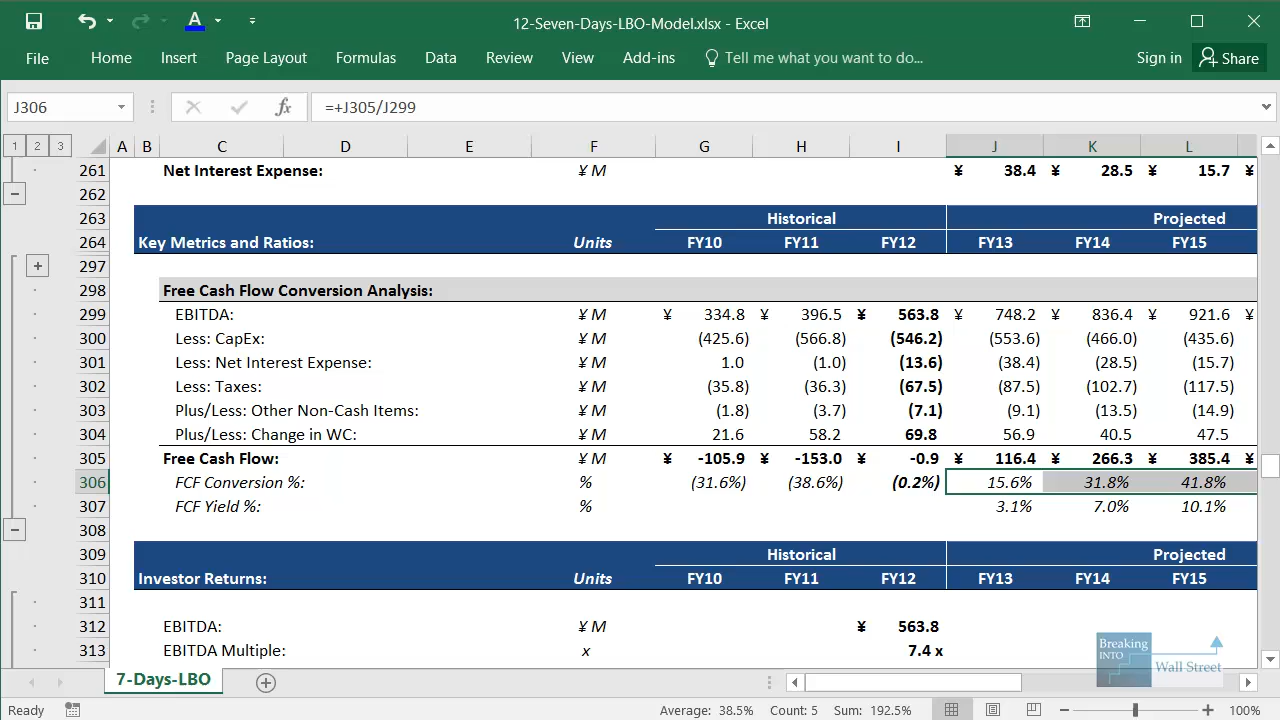 12-Seven-Days-LBO-Model.xlsx - Excel
File Home Insert Page Layout Formulas Data Review View Add-ins Tell me what you want to do... Sign in Share
J306 fx =+J305/J299
1 2 3 A B C D E F G H I J K L
261 Net Interest Expense: ¥ M ¥ 38.4 ¥ 28.5 ¥ 15.7 ¥
262
263 Historical Projected
264 Key Metrics and Ratios: Units FY10 FY11 FY12 FY13 FY14 FY15
297
298 Free Cash Flow Conversion Analysis:
299 EBITDA: ¥ M ¥ 334.8 ¥ 396.5 ¥ 563.8 ¥ 748.2 ¥ 836.4 ¥ 921.6 ¥
300 Less: CapEx: ¥ M (425.6) (566.8) (546.2) (553.6) (466.0) (435.6)
301 Less: Net Interest Expense: ¥ M 1.0 (1.0) (13.6) (38.4) (28.5) (15.7)
302 Less: Taxes: ¥ M (35.8) (36.3) (67.5) (87.5) (102.7) (117.5)
303 Plus/Less: Other Non-Cash Items: ¥ M (1.8) (3.7) (7.1) (9.1) (13.5) (14.9)
304 Plus/Less: Change in WC: ¥ M 21.6 58.2 69.8 56.9 40.5 47.5
305 Free Cash Flow: ¥ M ¥ -105.9 ¥ -153.0 ¥ -0.9 ¥ 116.4 ¥ 266.3 ¥ 385.4 ¥
306 FCF Conversion %: % (31.6%) (38.6%) (0.2%) 15.6% 31.8% 41.8%
307 FCF Yield %: % 3.1% 7.0% 10.1%
308
309 Historical Projected
310 Investor Returns: Units FY10 FY11 FY12 FY13 FY14 FY15
311
312 EBITDA: ¥ M ¥ 563.8
313 EBITDA Multiple: x 7.4 x
Breaking
INTO
Wall Street
7-Days-LBO
Ready Average: 38.5% Count: 5 Sum: 192.5% 100%